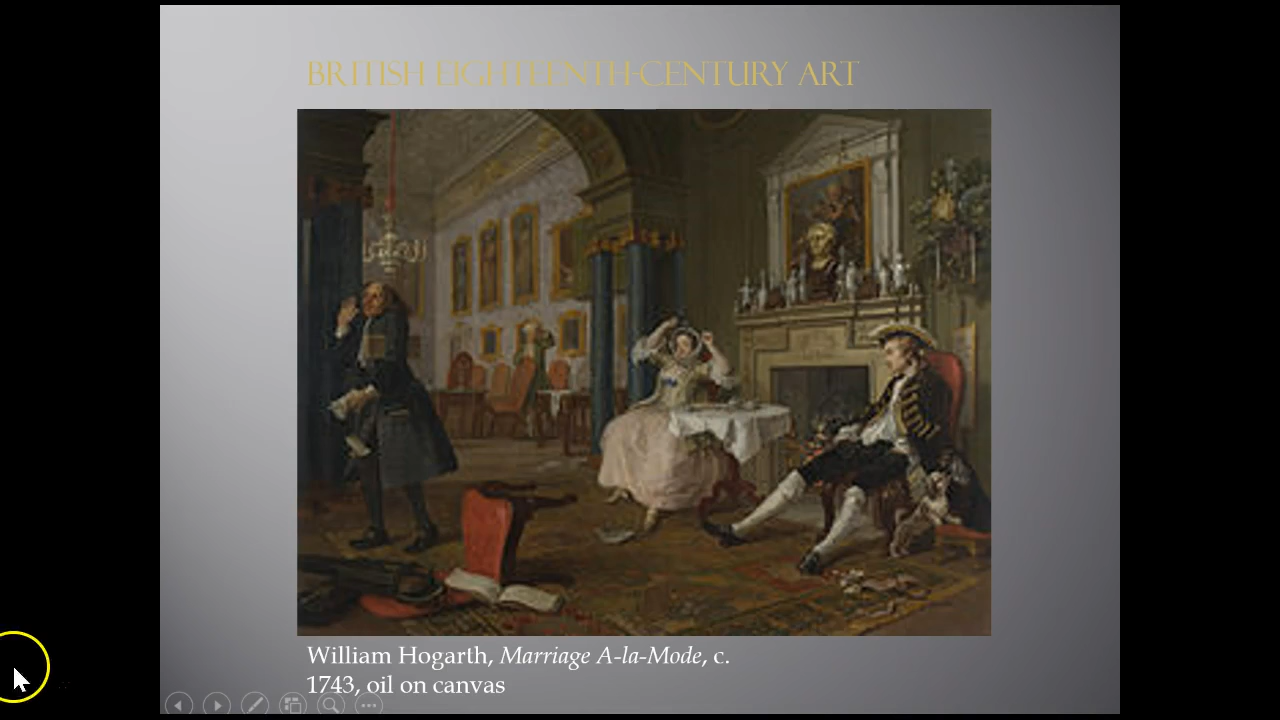 BRITISH EIGHTEENTH-CENTURY ART
William Hogarth, Marriage A-la-Mode, c.
1743, oil on canvas